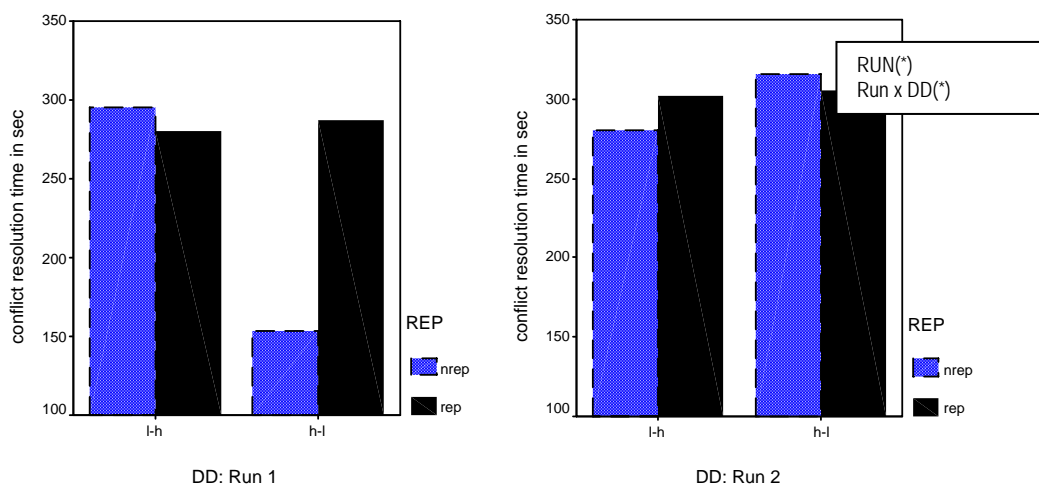 350
300
250
200
150
100
conflict resolution time in sec
l-h
h-l
DD: Run 1
REP
nrep
rep
350
300
250
200
150
100
conflict resolution time in sec
l-h
h-l
DD: Run 2
RUN(*)
Run x DD(*)
REP
nrep
rep